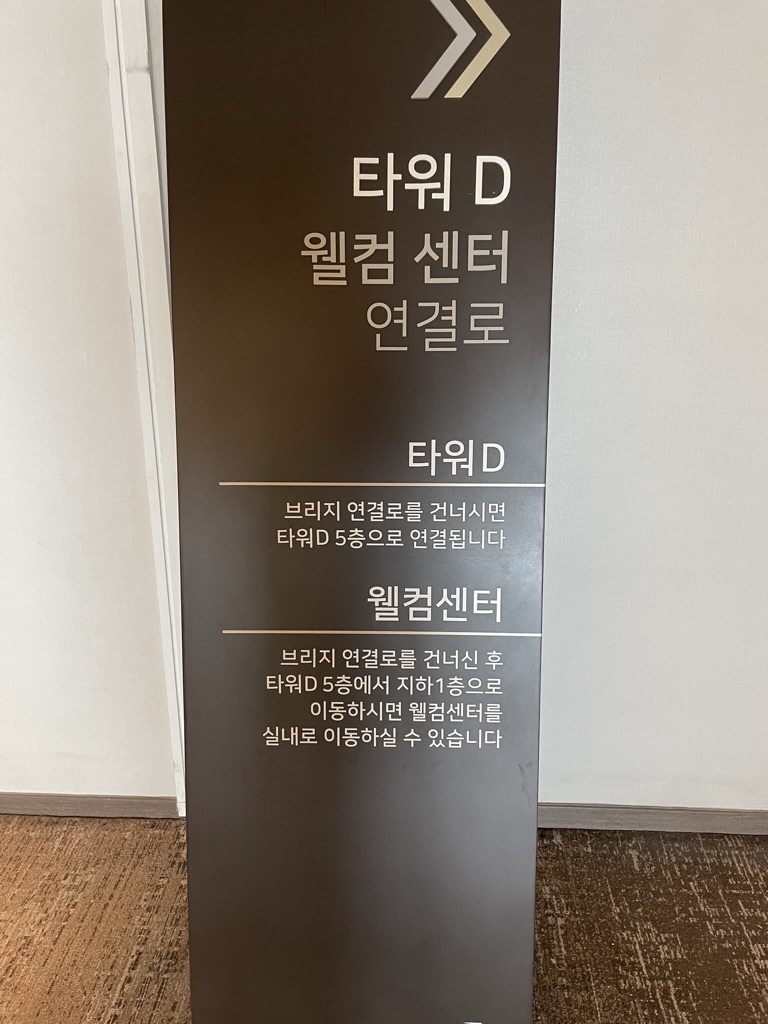 타워 D
웰컴 센터
연결로
타워D
브리지 연결로를 건너시면
타워D 5층으로 연결됩니다
웰컴센터
브리지 연결로를 건너신 후
타워D 5층에서 지하1층으로
이동하시면 웰컴센터를
실내로 이동하실 수 있습니다